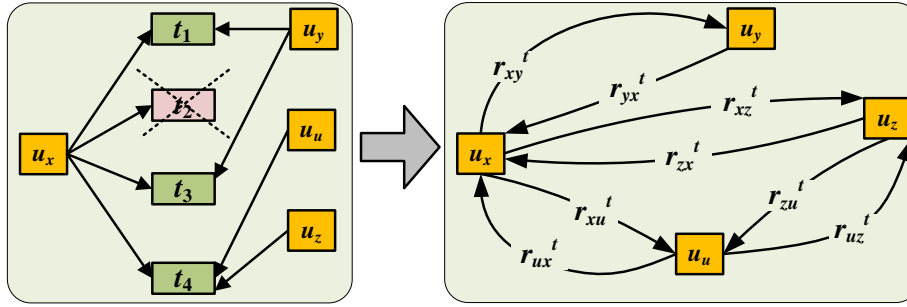 t₁
u_y
t₂
u_u
u_x
t₃
u_z
t₄
u_y
r_xy^t
r_yx^t
r_xz^t
u_z
u_x
r_zx^t
r_zu^t
r_xu^t
r_uz^t
r_ux^t
u_u